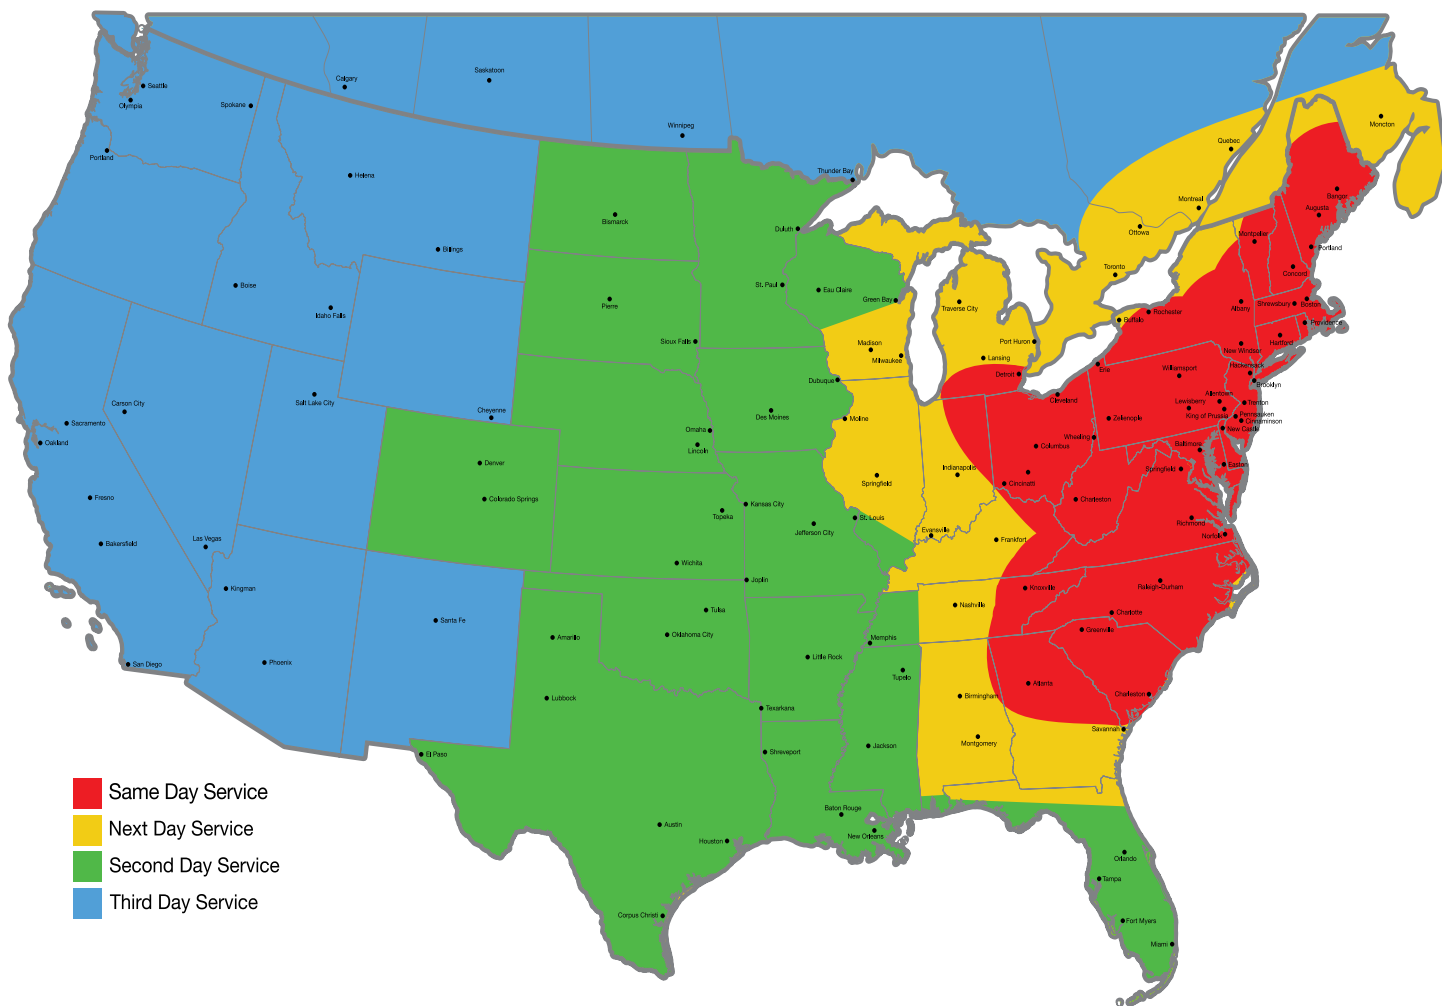 Saskatoon
Calgary
Seattle
Olympia
Spokane
Moncton
Winnipeg
Quebec
Portland
Thunder Bay
Helena
Bangor
Montreal
Augusta
Bismarck
Duluth
Ottowa
Montpelier
Billings
Portland
Toronto
Concord
Boise
St. Paul
Eau Claire
Green Bay
Traverse City
Pierre
Idaho Falls
Albany
Shrewsbury
Boston
Rochester
Buffalo
Providence
Sioux Falls
Madison
Milwaukee
Port Huron
Hartford
New Windsor
Lansing
Erie
Williamsport
Hackensack
Dubuque
Detroit
Brooklyn
Salt Lake City
Cheyenne
Cleveland
Allentown
Carson City
Trenton
Sacramento
Des Moines
Moline
Zelienople
Lewisberry
King of Prussia
Pennsauken
Cinnaminson
Oakland
Omaha
Lincoln
Wheeling
Columbus
New Castle
Baltimore
Denver
Indianapolis
Springfield
Easton
Springfield
Cincinatti
Fresno
Colorado Springs
Kansas City
Charleston
Topeka
Jefferson City
St. Louis
Richmond
Las Vegas
Bakersfield
Evansville
Frankfort
Norfolk
Wichita
Joplin
Kingman
Knoxville
Raleigh-Durham
Nashville
Tulsa
Charlotte
Santa Fe
Amarillo
Oklahoma City
Memphis
Greenville
San Diego
Phoenix
Little Rock
Tupelo
Atlanta
Lubbock
Birmingham
Charleston
Texarkana
Savannah
Montgomery
El Paso
Shreveport
Jackson
Same Day Service
Next Day Service
Second Day Service
Third Day Service
Baton Rouge
Austin
New Orleans
Houston
Orlando
Tampa
Corpus Christi
Fort Myers
Miami